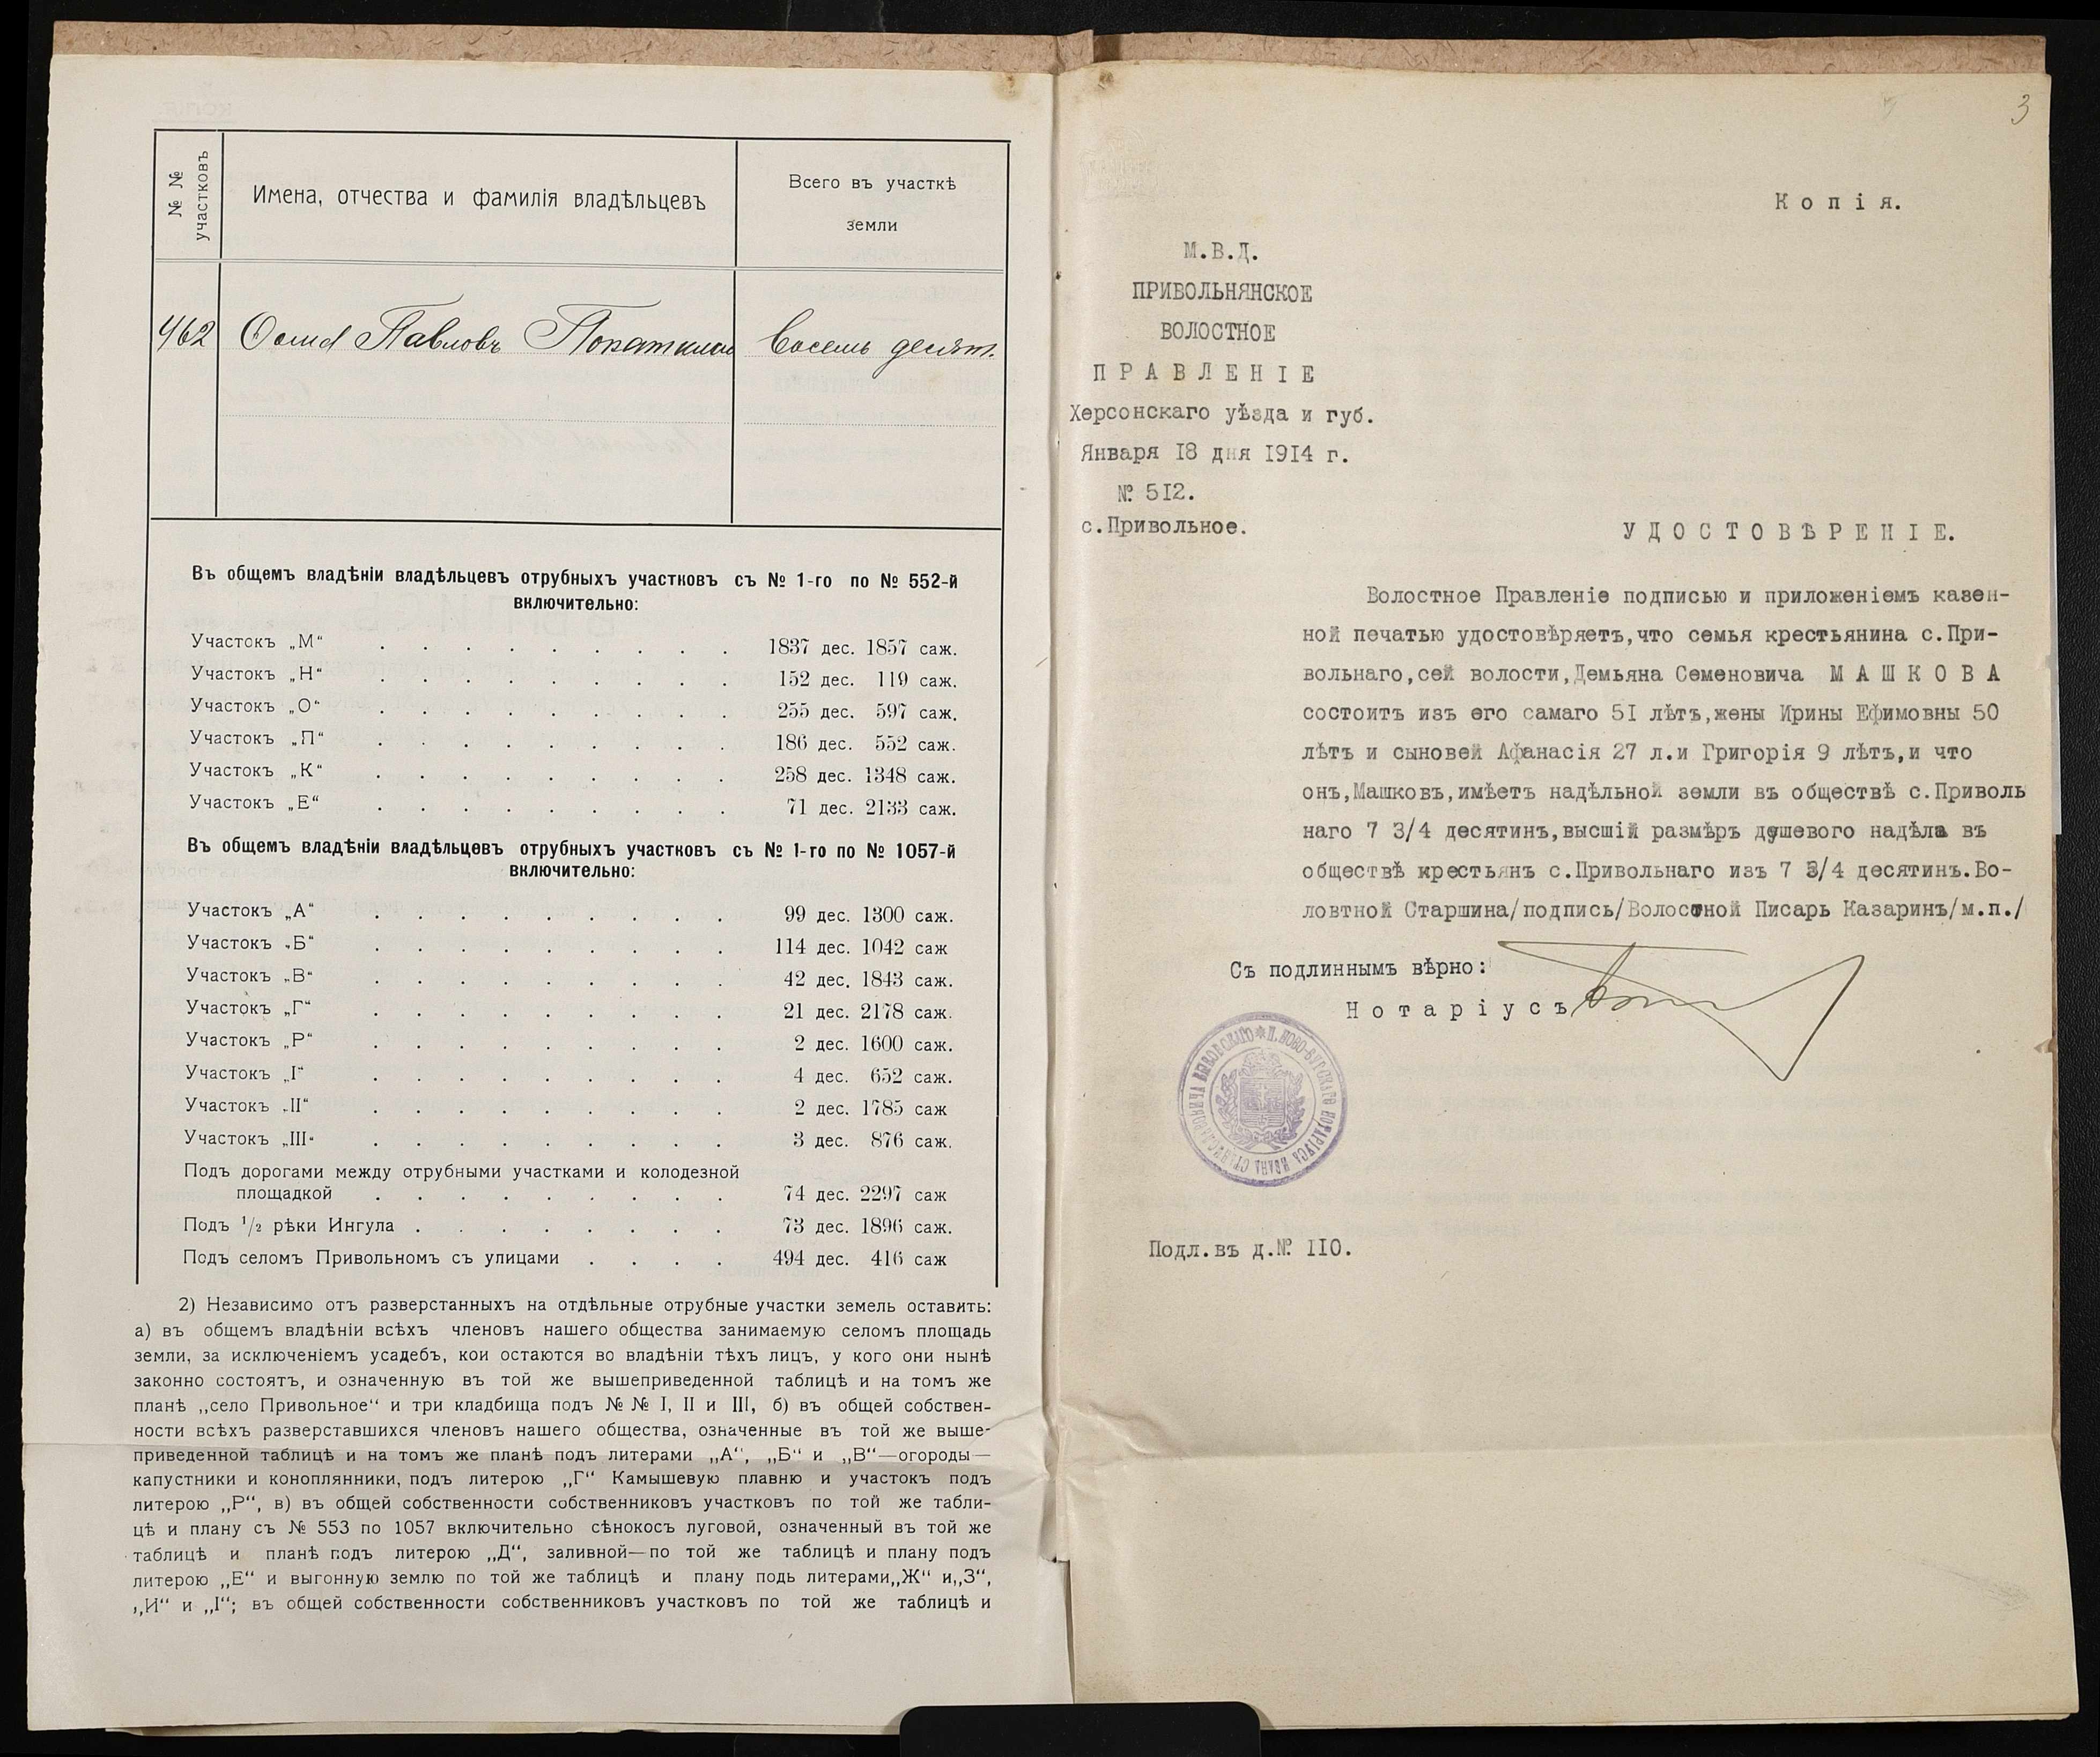 № №
участковъ
Имена, отчества и фамилія владѣльцевъ
Всего въ участкѣ
земли
462
Павловъ
Восемь десят.
Въ общемъ владѣніи владѣльцевъ отрубныхъ участковъ съ № 1-го по № 552-й
включительно:
Участокъ „М“ . . . . . . . . . 1837 дес. 1857 саж.
Участокъ „Н“ . . . . . . . . . 152 дес. 119 саж.
Участокъ „О“ . . . . . . . . . 255 дес. 597 саж.
Участокъ „П“ . . . . . . . . . 186 дес. 552 саж.
Участокъ „К“ . . . . . . . . . 258 дес. 1348 саж.
Участокъ „Е“ . . . . . . . . . 71 дес. 2133 саж.
Въ общемъ владѣніи владѣльцевъ отрубныхъ участковъ съ № 1-го по № 1057-й
включительно:
Участокъ „А“ . . . . . . . . . 99 дес. 1300 саж.
Участокъ „Б“ . . . . . . . . . 114 дес. 1042 саж
Участокъ „В“ . . . . . . . . . 42 дес. 1843 саж.
Участокъ „Г“ . . . . . . . . . 21 дес. 2178 саж.
Участокъ „Р“ . . . . . . . . . 2 дес. 1600 саж.
Участокъ „I“ . . . . . . . . . 4 дес. 652 саж.
Участокъ „II“ . . . . . . . . . 2 дес. 1785 саж
Участокъ „III“ . . . . . . . . . 3 дес. 876 саж.
Подъ дорогами между отрубными участками и колодезной
площадкой . . . . . . . . . 74 дес. 2297 саж
Подъ ½ рѣки Ингула . . . . . . . . 73 дес. 1896 саж.
Подъ селомъ Привольномъ съ улицами . . . . 494 дес. 416 саж
2) Независимо отъ разверстанныхъ на отдѣльные отрубные участки земель оставить:
а) въ общемъ владѣніи всѣхъ членовъ нашего общества занимаемую селомъ площадь
земли, за исключеніемъ усадебъ, кои остаются во владѣніи тѣхъ лицъ, у кого они нынѣ
законно состоятъ, и означенную въ той же вышеприведенной таблицѣ и на томъ же
планѣ „село Привольное“ и три кладбища подъ № № I, II и III, б) въ общей собствен-
ности всѣхъ разверставшихся членовъ нашего общества, означенные въ той же выше-
приведенной таблицѣ и на томъ же планѣ подъ литерами „А“, „Б“ и „В“—огороды—
капустники и коноплянники, подъ литерою „Г“ Камышевую плавню и участокъ подъ
литерою „Р“, в) въ общей собственности собственниковъ участковъ по той же табли-
цѣ и плану съ № 553 по 1057 включительно сѣнокосъ луговой, означенный въ той же
таблицѣ и планѣ подъ литерою „Д“, заливной—по той же таблицѣ и плану подъ
литерою „Е“ и выгонную землю по той же таблицѣ и плану подь литерами„Ж“ и„З“,
„И“ и „I“; въ общей собственности собственниковъ участковъ по той же таблицѣ и
3
Копія.
М.В.Д.
ПРИВОЛЬНЯНСКОЕ
ВОЛОСТНОЕ
ПРАВЛЕНІЕ
Херсонскаго уѣзда и губ.
Января 18 дня 1914 г.
№ 512.
с.Привольное.
УДОСТОВѢРЕНІЕ.
Волостное Правленіе подписью и приложеніемъ казен-
ной печатью удостовѣряетъ,что семья крестьянина с.При-
вольнаго,сей волости,Демьяна Семеновича МАШКОВА
состоитъ изъ его самаго 51 лѣтъ,жены Ирины Ефимовны 50
лѣтъ и сыновей Афанасія 27 л.и Григорія 9 лѣтъ,и что
онъ,Машковъ,имѣетъ надѣльной земли въ обществѣ с.Приволь
наго 7 3/4 десятинъ,высшій размѣръ душевого надѣла въ
обществѣ крестьянъ с.Привольнаго изъ 7 3/4 десятинъ.Во-
ловтной Старшина/подпись/Волостной Писарь Казаринъ/м.п./
Съ подлиннымъ вѣрно:
Нотаріусъ
НОВО-БУГСКАГО НОТАРІУСА ИВАНА СТАНИСЛАВОВИЧА
Подл.въ д.№ 110.